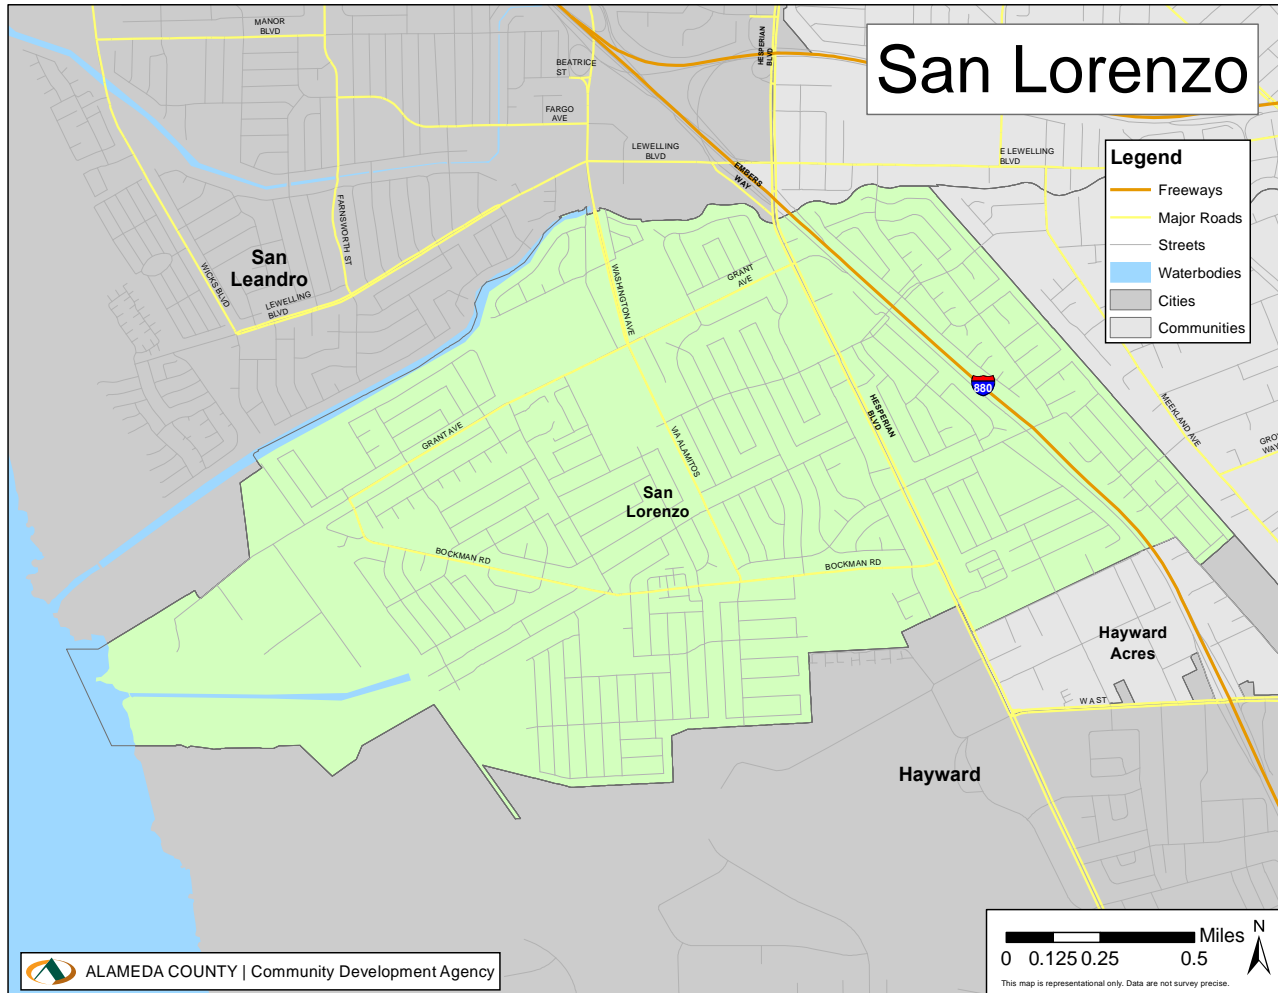 San Lorenzo
MANOR
BLVD
BEATRICE
ST
HESPERIAN
BLVD
FARGO
AVE
LEWELLING
BLVD
E LEWELLING
BLVD
EMBERS
WAY
Legend
Freeways
Major Roads
Streets
Waterbodies
Cities
Communities
FARNSWORTH ST
San
Leandro
WICKS BLVD
LEWELLING
BLVD
WASHINGTON AVE
GRANT
AVE
880
HESPERIAN
BLVD
MEEKLAND AVE
GRANT AVE
VIA ALAMITOS
San
Lorenzo
BOCKMAN RD
BOCKMAN RD
Hayward
Acres
W A ST
Hayward
Miles
N
0 0.125 0.25 0.5
This map is representational only. Data are not survey precise.
ALAMEDA COUNTY | Community Development Agency